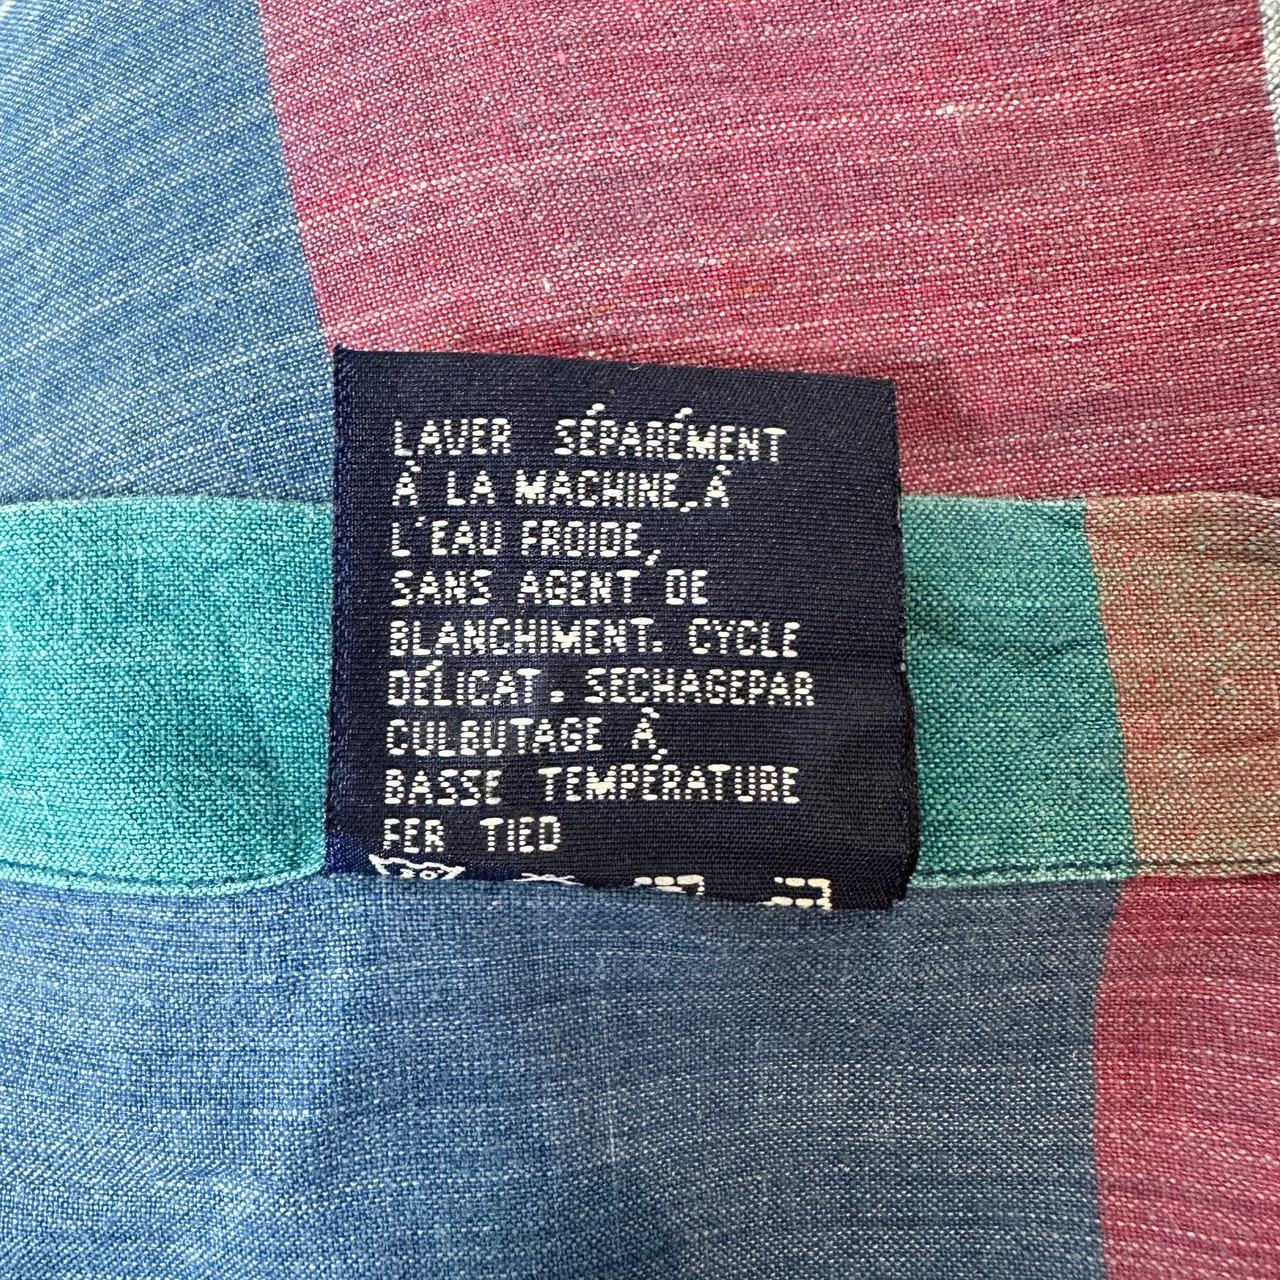 LAVER SÉPARÉMENT
À LA MACHINE, À
L'EAU FROIDE,
SANS AGENT DE
BLANCHIMENT. CYCLE
DÉLICAT. SECHAGEPAR
CULBUTAGE À
BASSE TEMPÉRATURE
FER TIED